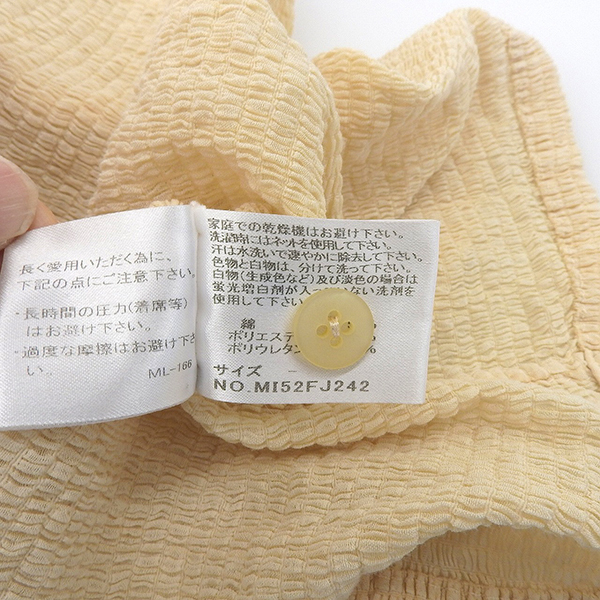 長く愛用いただく為に、
下記の点にご注意下さい。
・長時間の圧力(着席等)
はお避け下さい。
・過度な摩擦はお避け下さ
い。
ML-166
家庭での乾燥機はお避け下さい。
洗濯時にはネットを使用して下さい。
汗は水洗いで速やかに除去して下さい。
色物と白物は、分けて洗って下さい。
白物(生成色など)及び淡色の場合は
蛍光増白剤が入っていない洗剤を
使用して下さい。
綿 %
ポリエステ
ポリウレタン %
サイズ -
NO.MI52FJ242